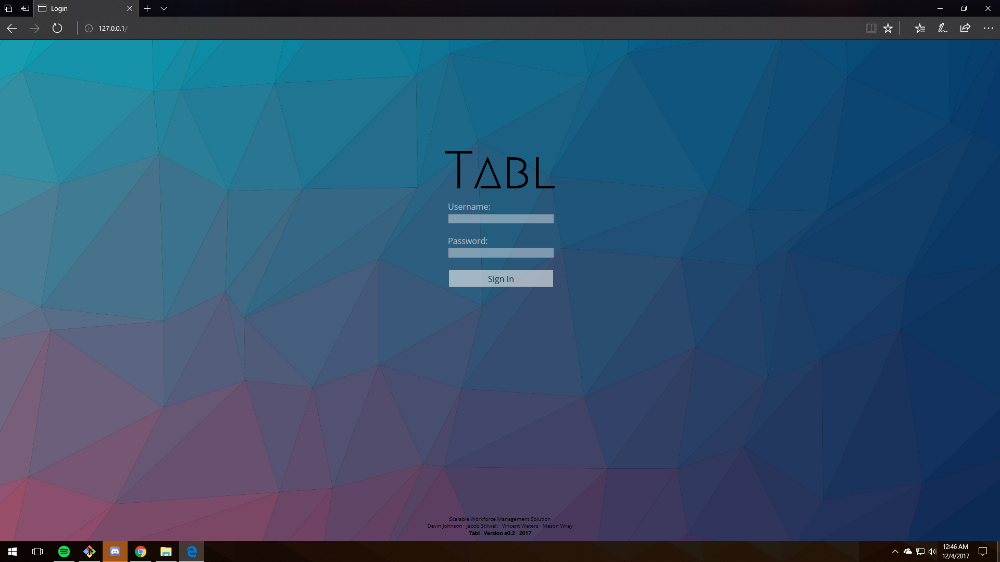 Login
127.0.0.1/
Tabl
Username:
Password:
Sign In
Scalable Workforce Management Solution
Devin Johnson · Jacob Stilwell · Vincent Waters · Mason Wray
Tabl · Version a0.2 · 2017
12:46 AM
12/4/2017